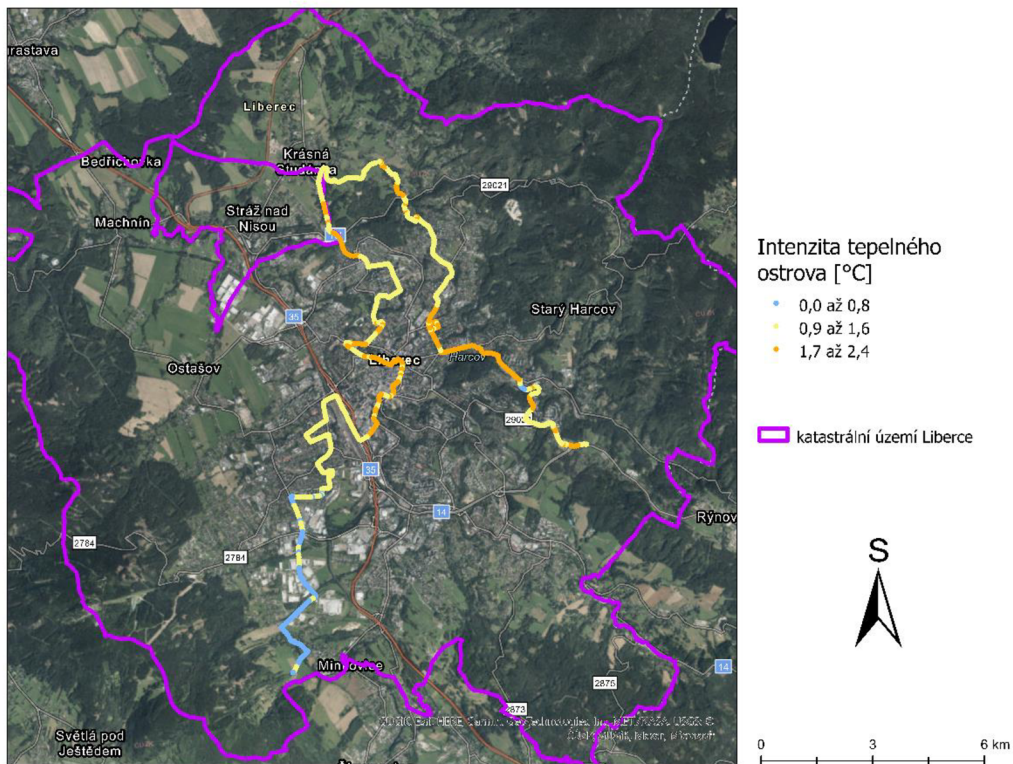 rastava
Liberec
Bedřichovka
Krásná
Studánka
29021
Machnín
Stráž nad
Nisou
35
Starý Harcov
Liberec
Harcov
Ostašov
35
14
Rýnov
2784
2784
Minkovice
14
2875
2873
Světlá pod
Ještědem
Intenzita tepelného
ostrova [°C]
0,0 až 0,8
0,9 až 1,6
1,7 až 2,4
katastrální území Liberce
S
0 3 6 km